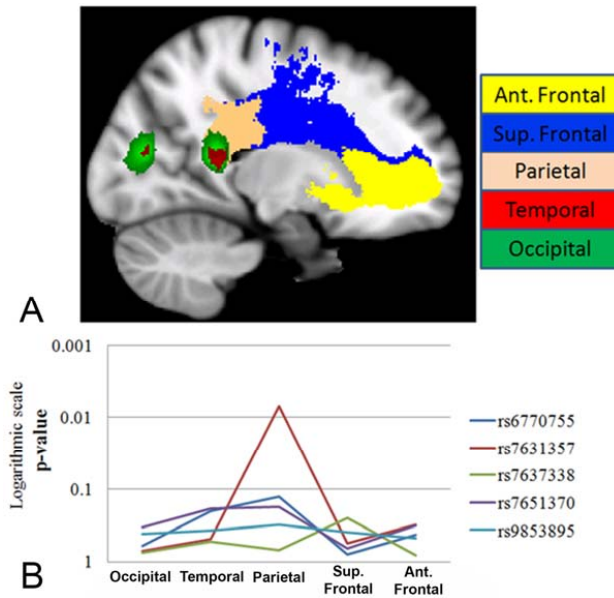 Ant. Frontal
Sup. Frontal
Parietal
Temporal
Occipital
A
0.001
0.01
0.1
1
Logarithmic scale
p-value
rs6770755
rs7631357
rs7637338
rs7651370
rs9853895
Occipital
Temporal
Parietal
Sup.
Frontal
Ant.
Frontal
B